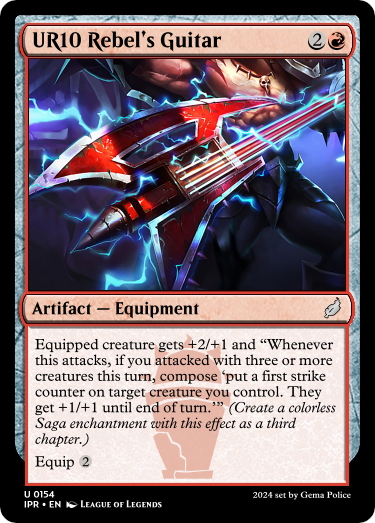 UR10 Rebel's Guitar 2
Artifact — Equipment
Equipped creature gets +2/+1 and "Whenever
this attacks, if you attacked with three or more
creatures this turn, compose 'put a first strike
counter on target creature you control. They
get +1/+1 until end of turn.'" (Create a colorless
Saga enchantment with this effect as a third
chapter.)
Equip 2
U 0154
IPR • EN League of Legends
2024 set by Gema Police